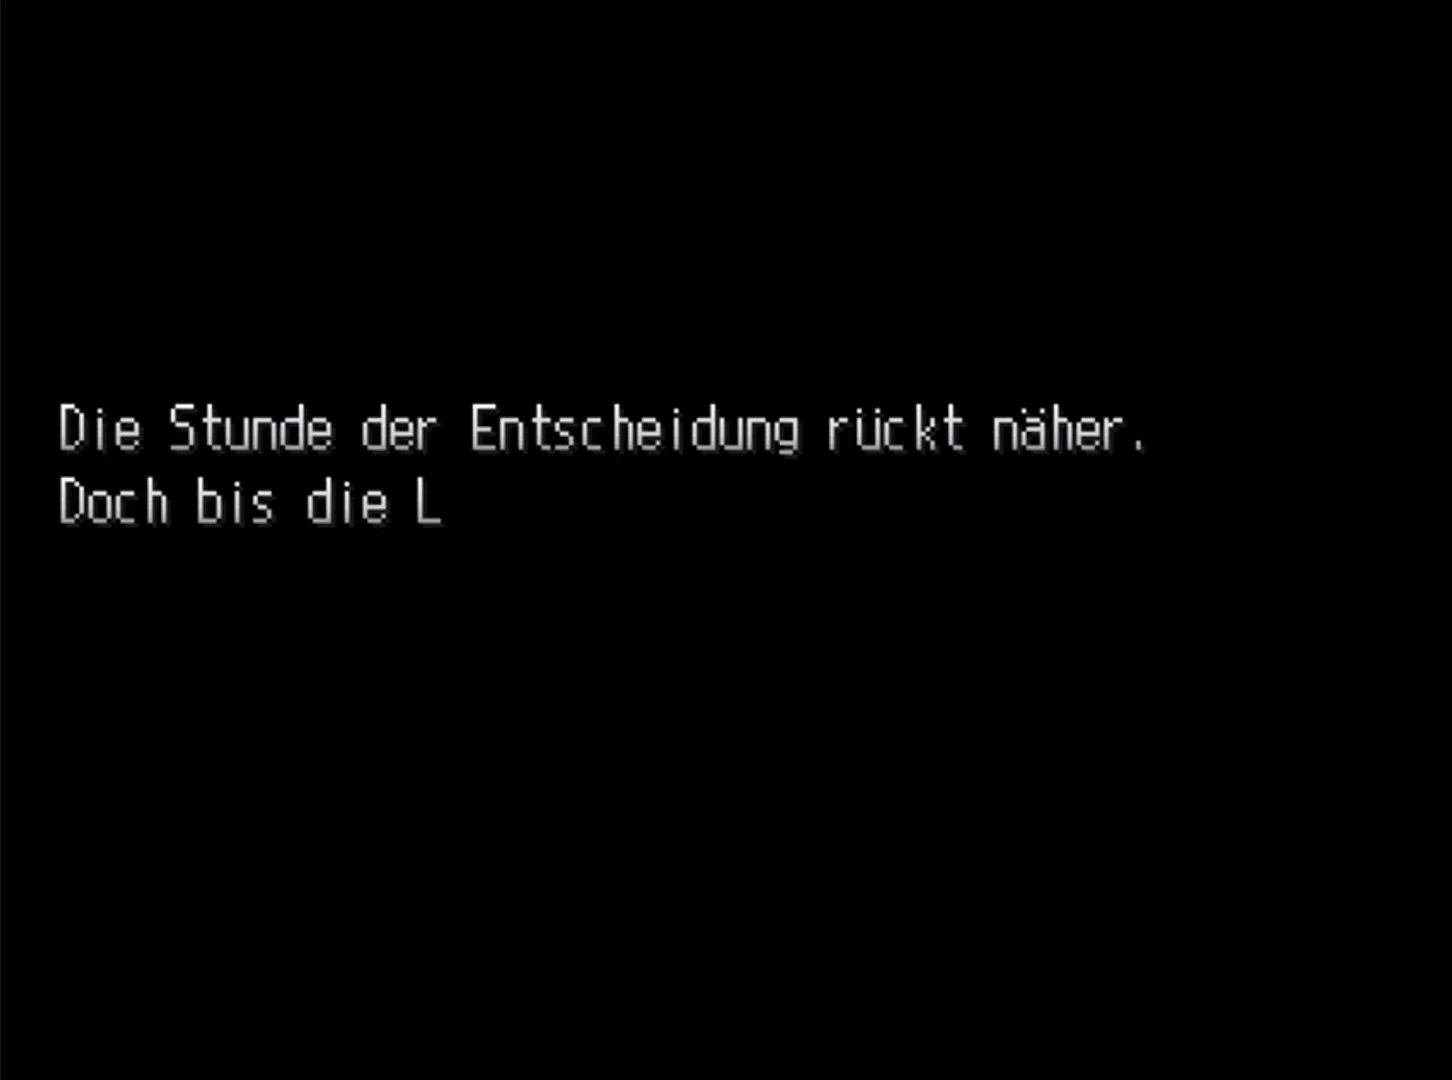 Die Stunde der Entscheidung rückt näher.
Doch bis die L